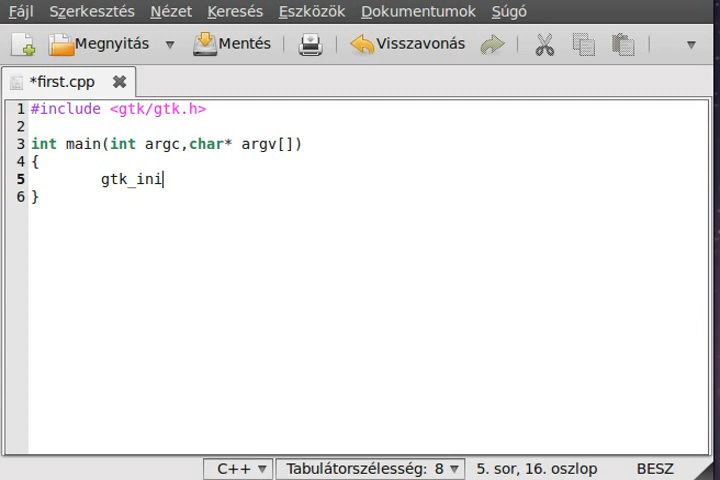 Fájl Szerkesztés Nézet Keresés Eszközök Dokumentumok Súgó
Megnyitás Mentés Visszavonás
*first.cpp
1 #include <gtk/gtk.h>
2
3 int main(int argc,char* argv[])
4 {
5 gtk_ini
6 }
C++ Tabulátorszélesség: 8 5. sor, 16. oszlop BESZ